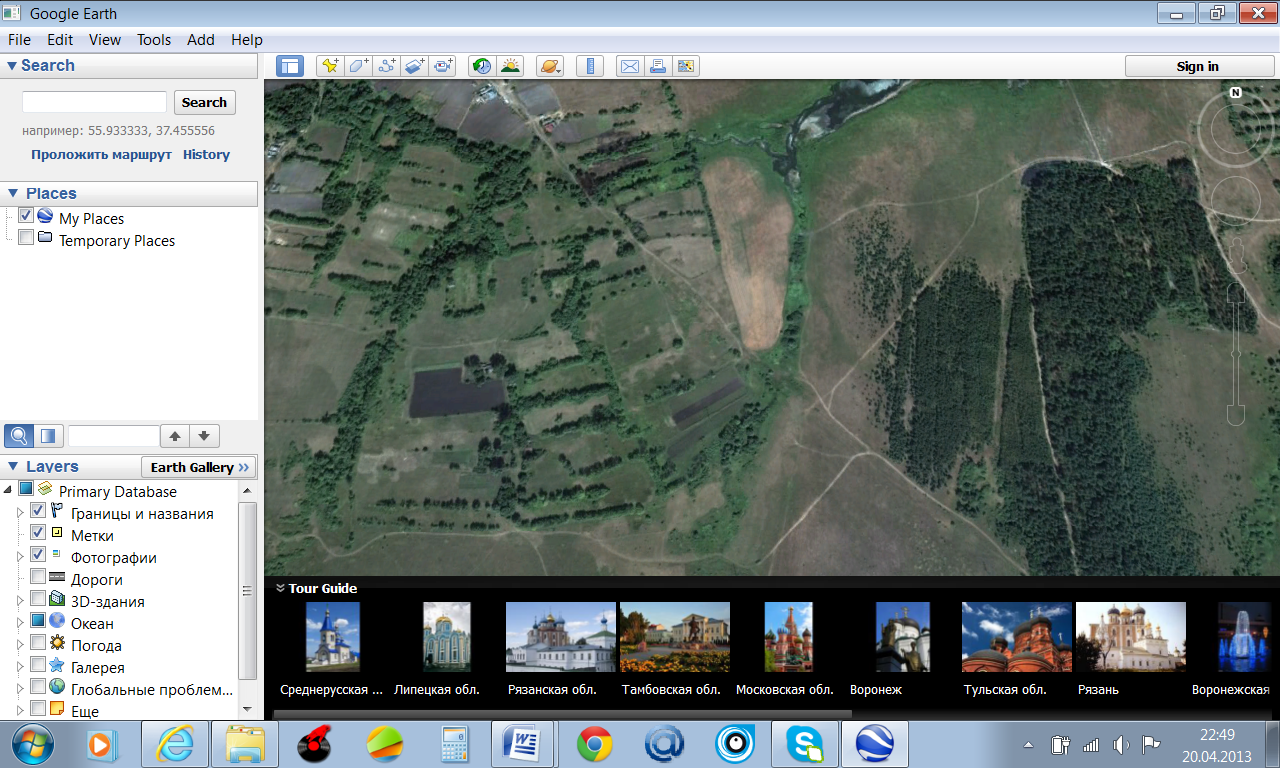 Google Earth
File Edit View Tools Add Help
Search
Sign in
N
Search
например: 55.933333, 37.455556
Проложить маршрут History
Places
My Places
Temporary Places
Layers
Earth Gallery >>
Primary Database
Границы и названия
Метки
Фотографии
Дороги
3D-здания
Океан
Погода
Галерея
Глобальные проблем...
Еще
Tour Guide
Среднерусская ...
Липецкая обл.
Рязанская обл.
Тамбовская обл.
Московская обл.
Воронеж
Тульская обл.
Рязань
Воронежская
22:49
20.04.2013